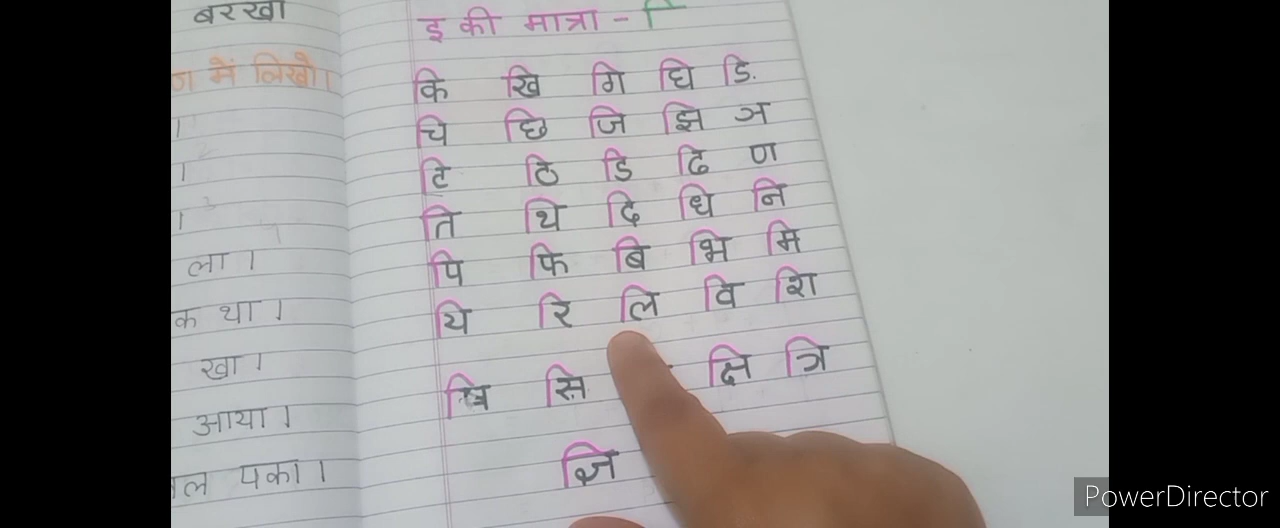 बरखा
में लिखो।
।
।
।
ला।
क था।
खा।
आया।
पका।
इ की मात्रा - ि
कि खि गि घि ङि
चि छि जि झि ञ
टि ठि डि ढि ण
ति थि दि धि नि
पि फि बि भि मि
यि रि लि वि शि
सि क्षि त्रि
ज्ञि
PowerDirector